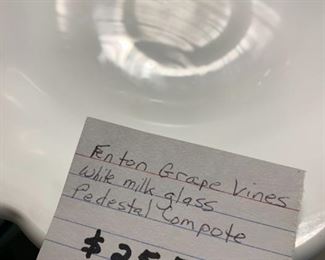 Fenton Grape Vines
white milk glass
Pedestal Compote